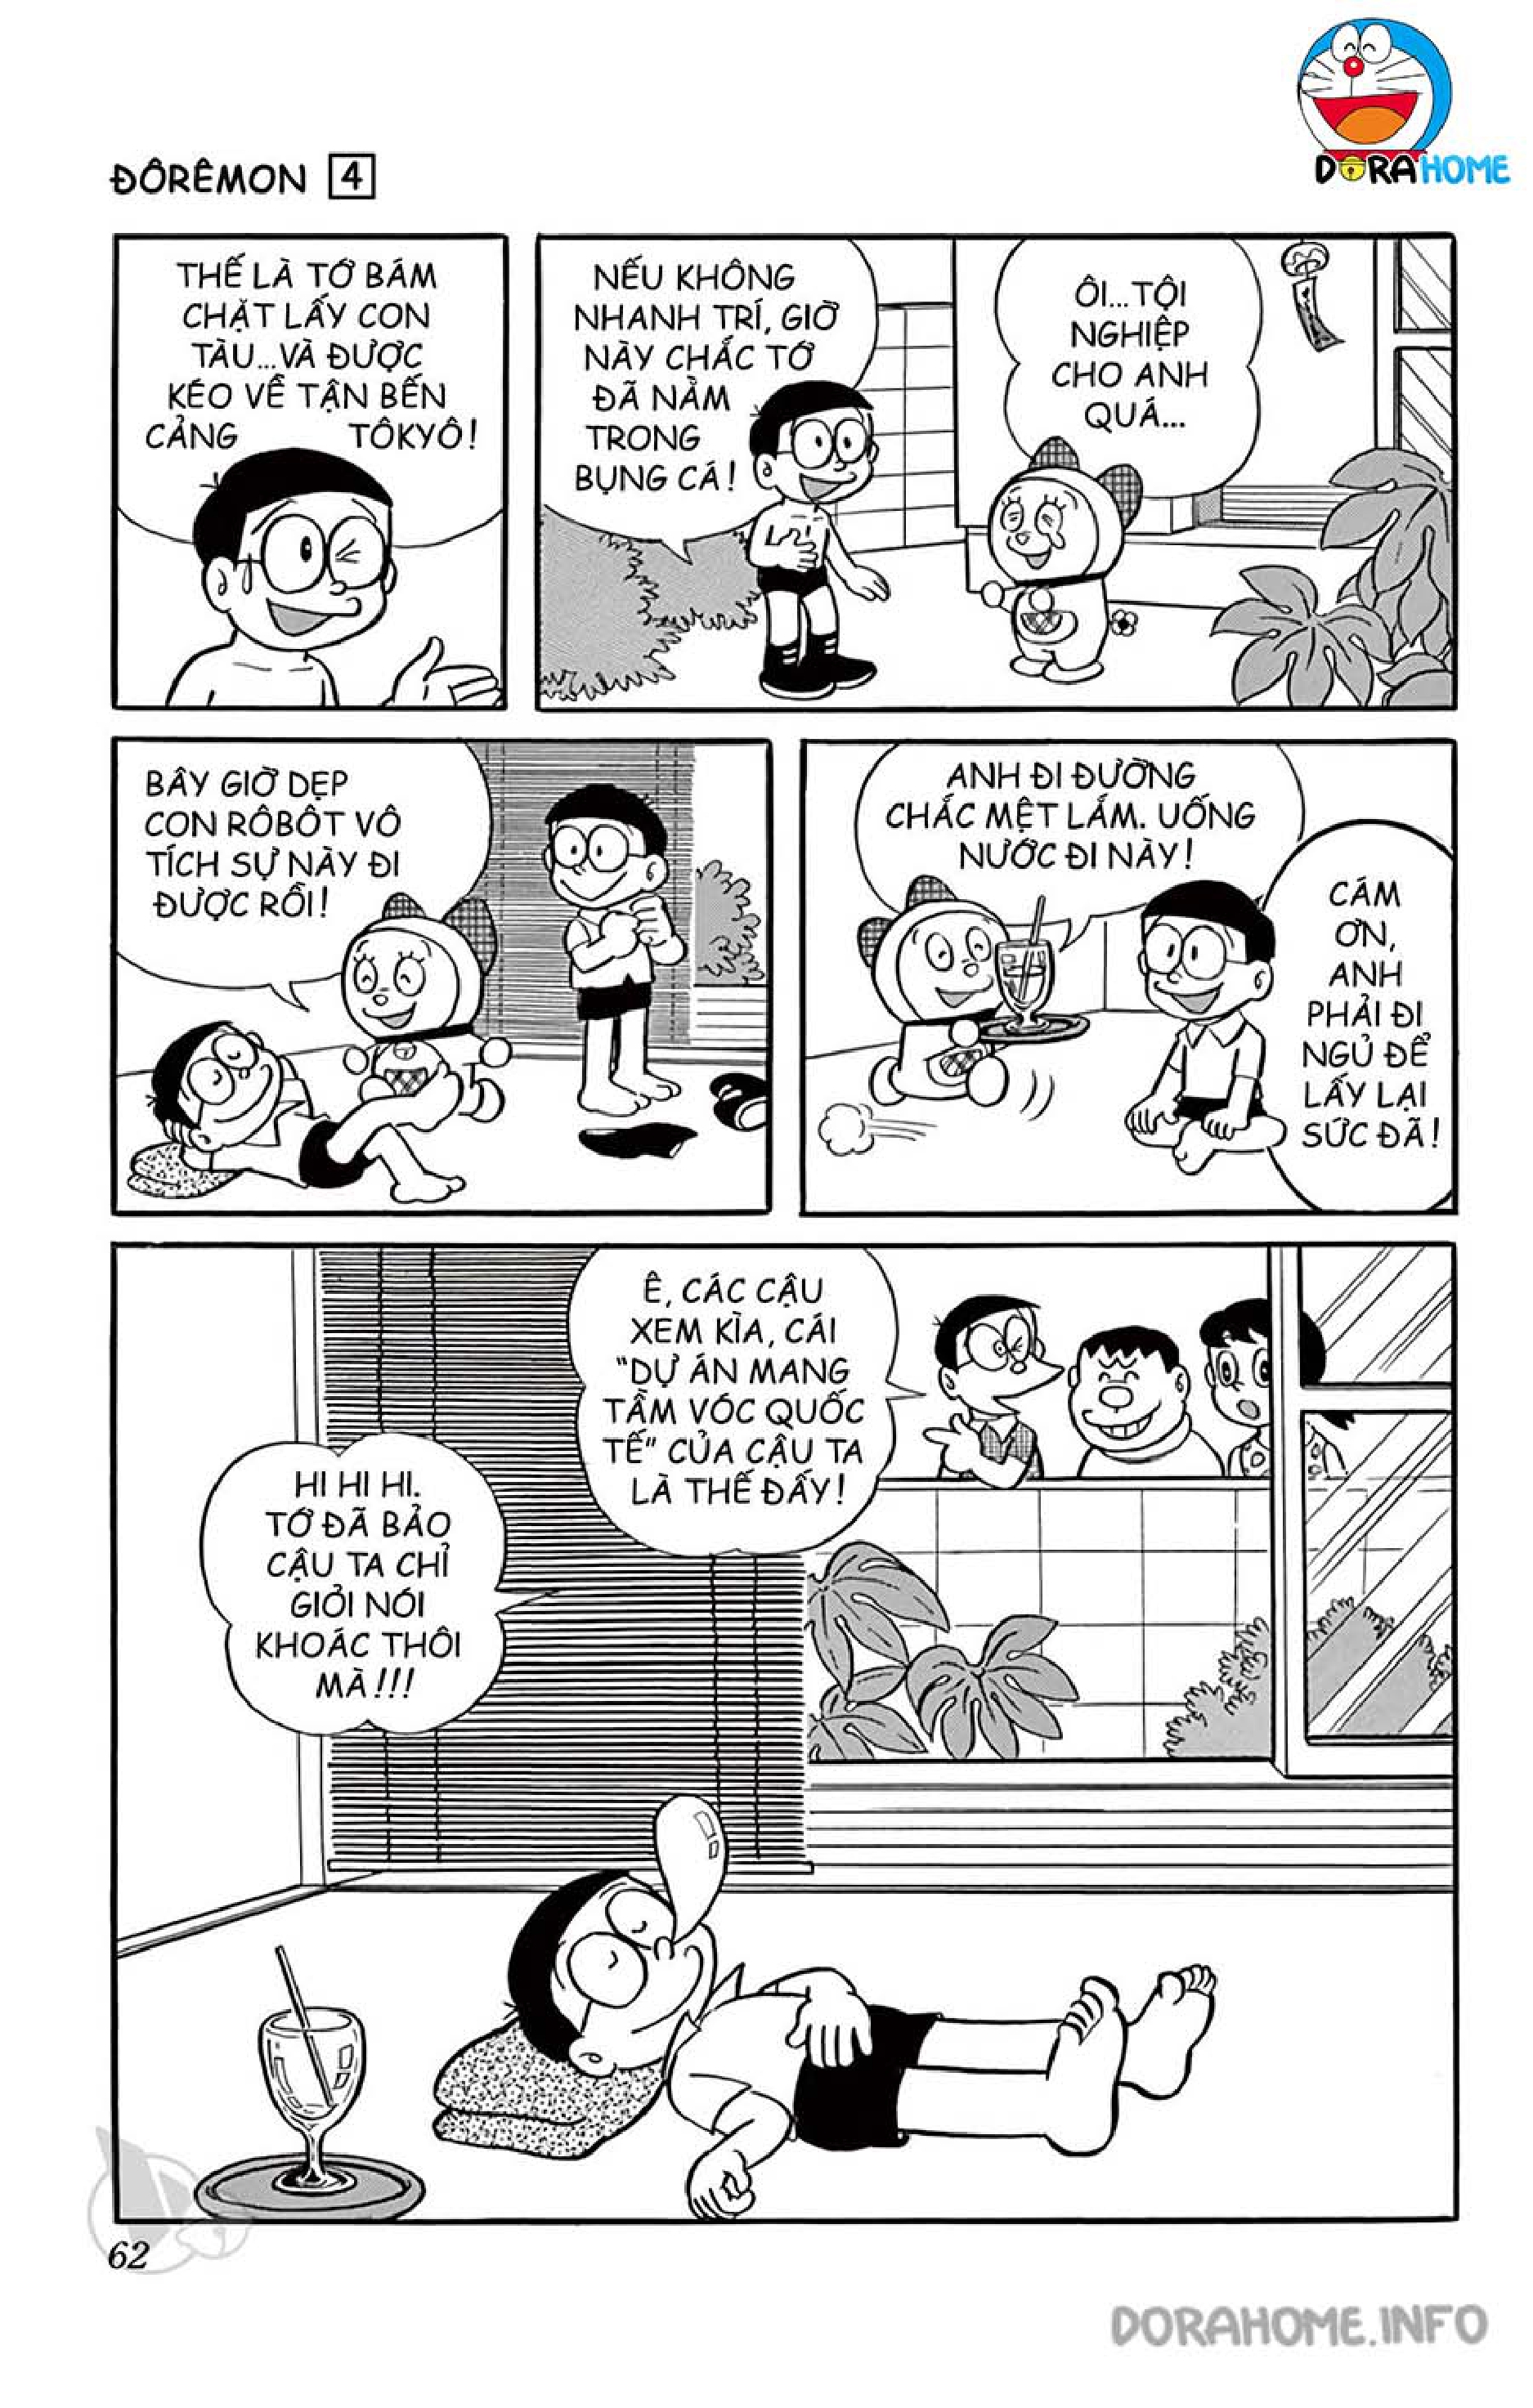 DORAHOME
ĐÔRÊMON 4
THẾ LÀ TỚ BÁM
CHẶT LẤY CON
TÀU...VÀ ĐƯỢC
KÉO VỀ TẬN BẾN
CẢNG TÔKYÔ!
NẾU KHÔNG
NHANH TRÍ, GIỜ
NÀY CHẮC TỚ
ĐÃ NẰM
TRONG
BỤNG CÁ!
ÔI...TỘI
NGHIỆP
CHO ANH
QUÁ...
BÂY GIỜ DẸP
CON RÔBÔT VÔ
TÍCH SỰ NÀY ĐI
ĐƯỢC RỒI!
ANH ĐI ĐƯỜNG
CHẮC MỆT LẮM. UỐNG
NƯỚC ĐI NÀY!
CÁM
ƠN,
ANH
PHẢI ĐI
NGỦ ĐỂ
LẤY LẠI
SỨC ĐÃ!
Ê, CÁC CẬU
XEM KÌA, CÁI
“DỰ ÁN MANG
TẦM VÓC QUỐC
TẾ” CỦA CẬU TA
LÀ THẾ ĐẤY!
HI HI HI.
TỚ ĐÃ BẢO
CẬU TA CHỈ
GIỎI NÓI
KHOÁC THÔI
MÀ!!!
62
DORAHOME.INFO